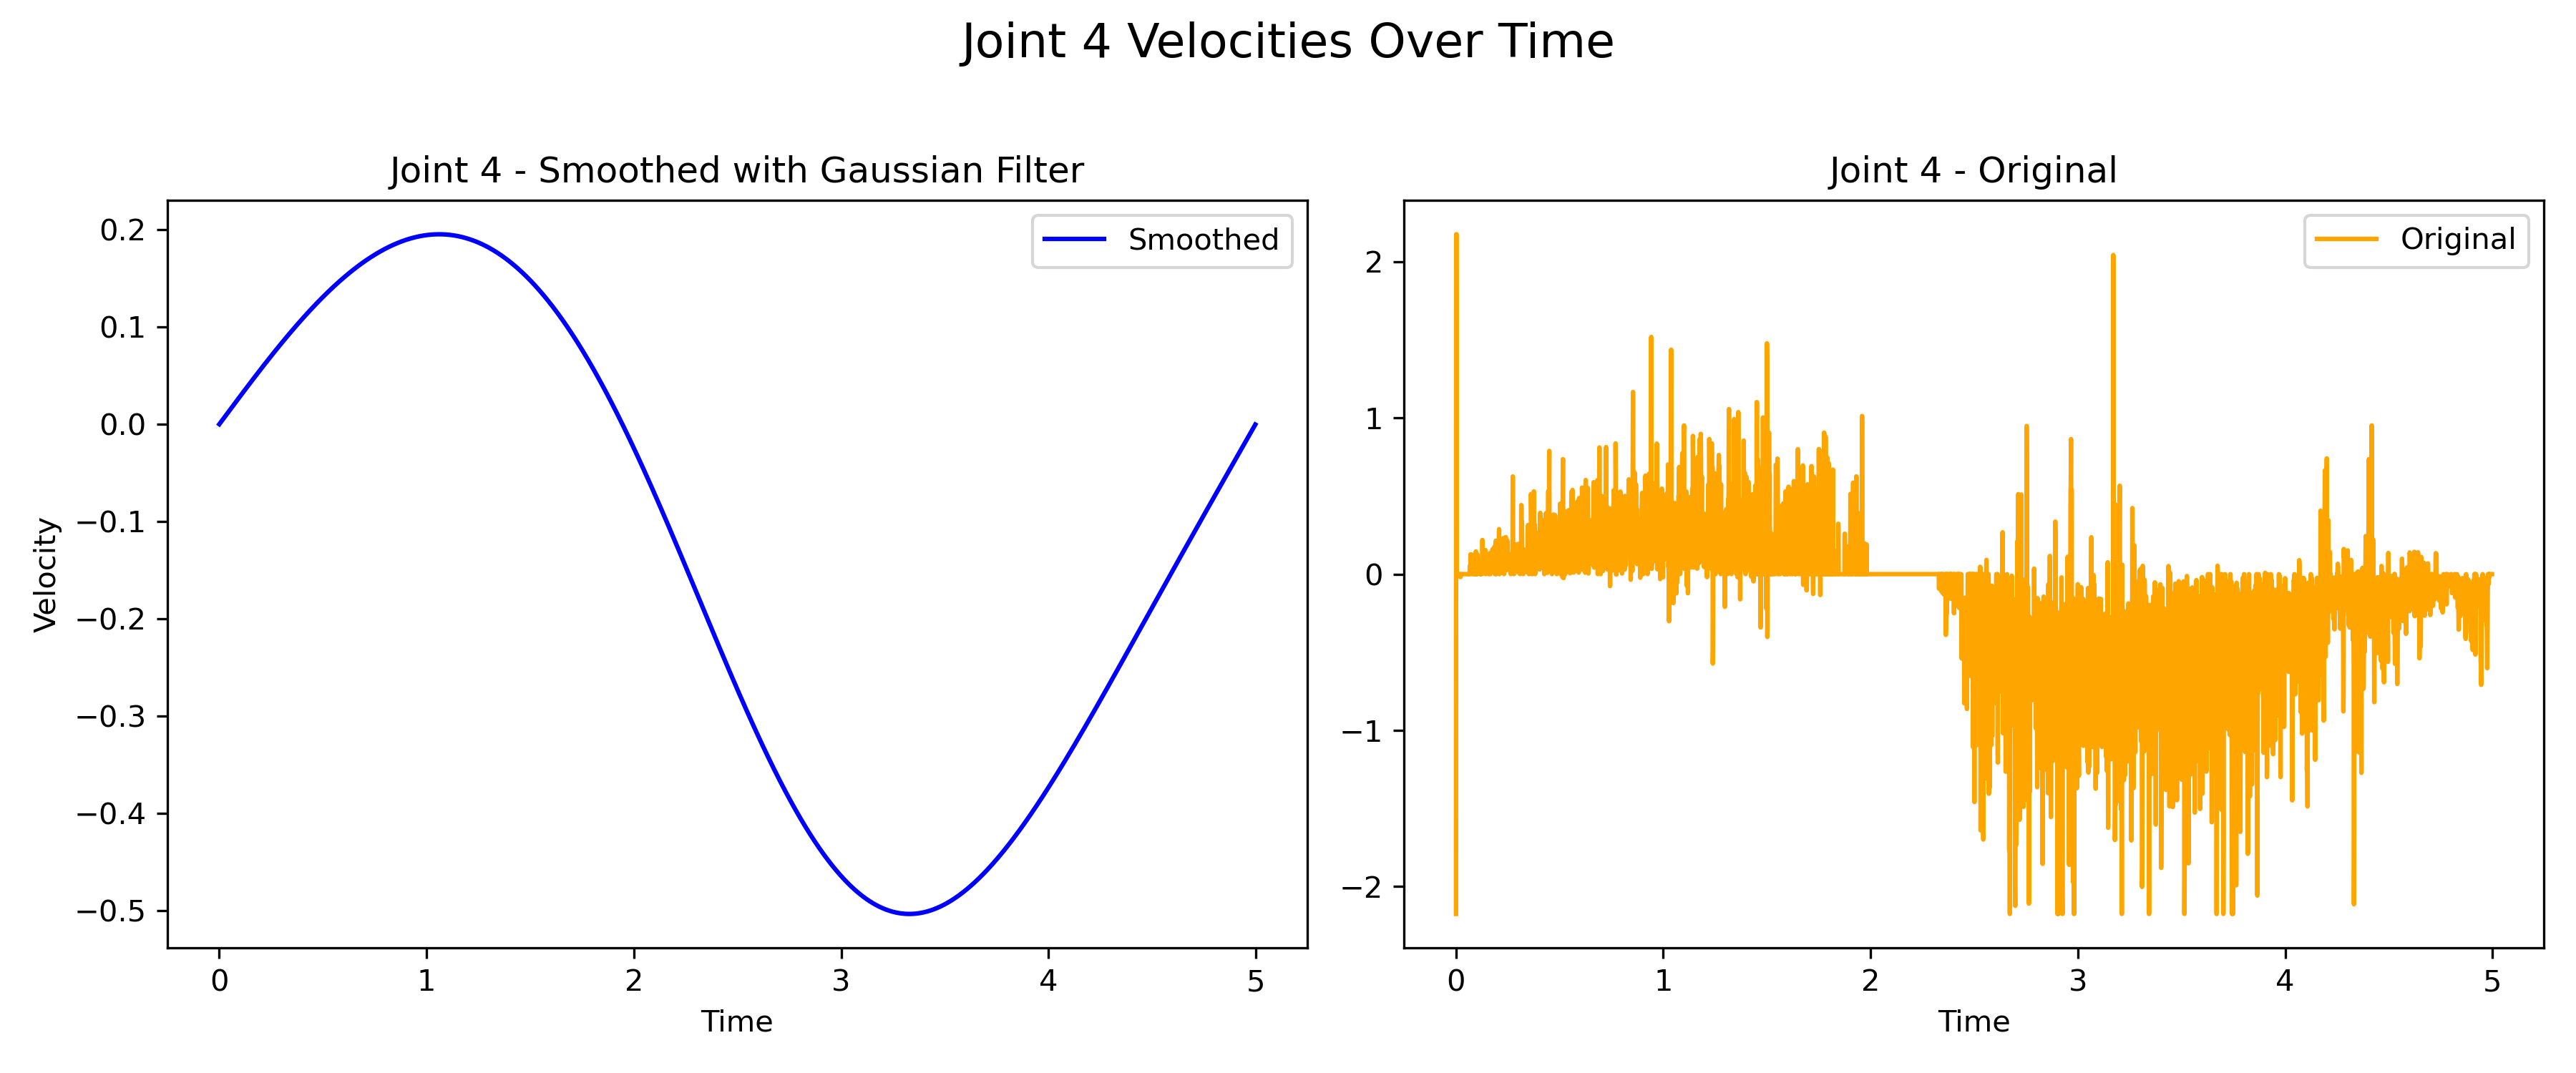 Joint 4 Velocities Over Time
Joint 4 - Smoothed with Gaussian Filter
Smoothed
0.2
0.1
0.0
−0.1
−0.2
−0.3
−0.4
−0.5
Velocity
0 1 2 3 4 5
Time
Joint 4 - Original
Original
2
1
0
−1
−2
0 1 2 3 4 5
Time